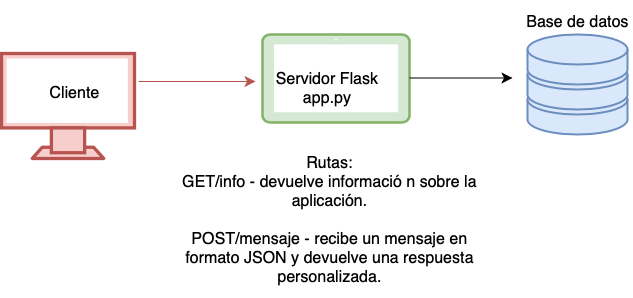 Base de datos
Cliente
Servidor Flask
app.py
Rutas:
GET/info - devuelve informació n sobre la
aplicación.
POST/mensaje - recibe un mensaje en
formato JSON y devuelve una respuesta
personalizada.